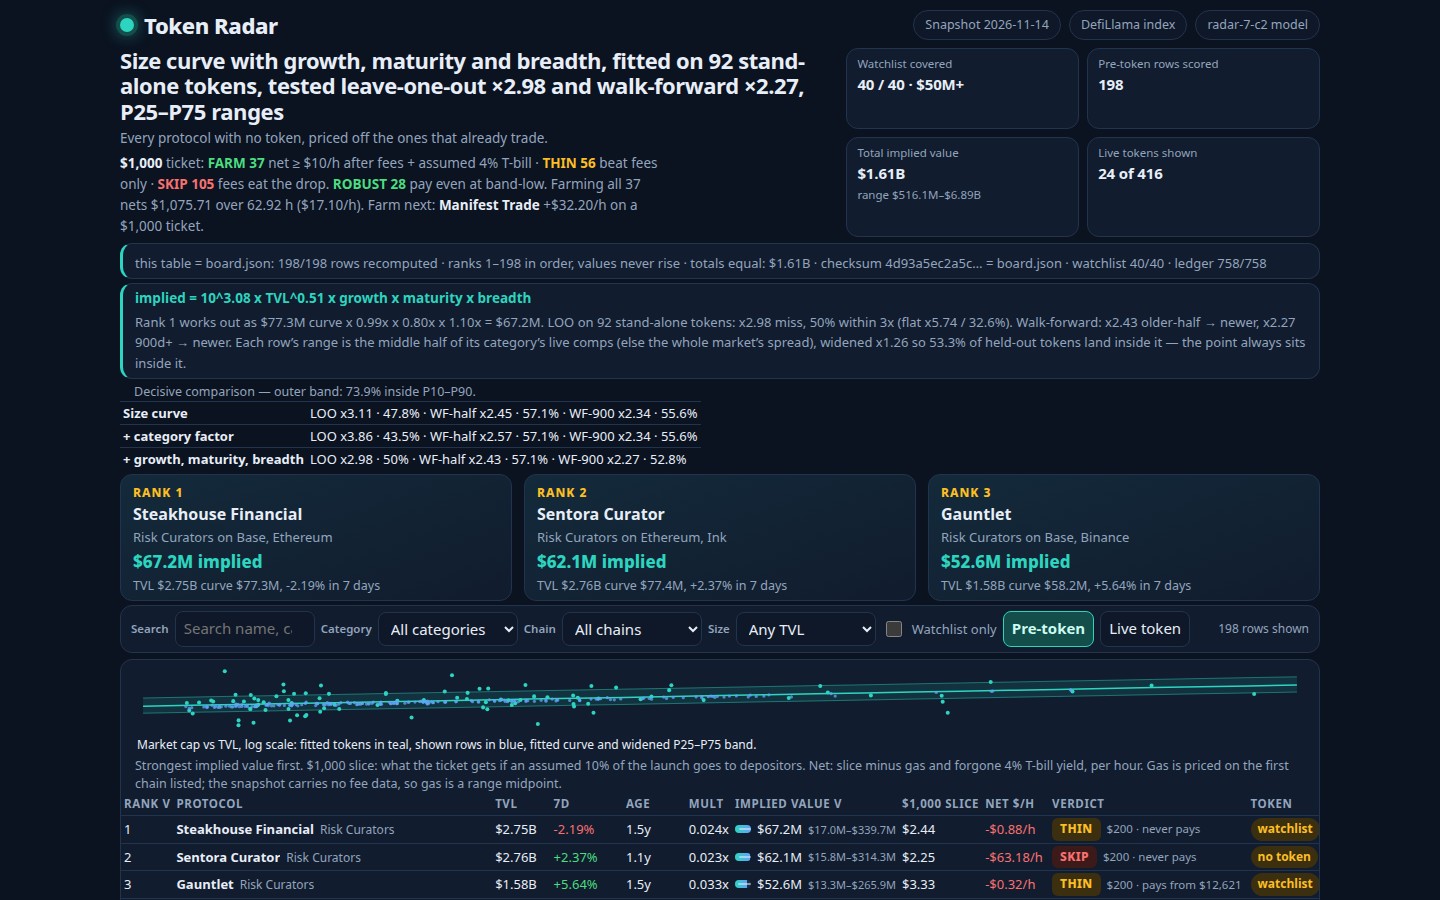 Token Radar
Snapshot 2026-11-14
DefiLlama index
radar-7-c2 model
Size curve with growth, maturity and breadth, fitted on 92 stand-
alone tokens, tested leave-one-out ×2.98 and walk-forward ×2.27,
P25–P75 ranges
Every protocol with no token, priced off the ones that already trade.
$1,000 ticket: FARM 37 net ≥ $10/h after fees + assumed 4% T-bill · THIN 56 beat fees
only · SKIP 105 fees eat the drop. ROBUST 28 pay even at band-low. Farming all 37
nets $1,075.71 over 62.92 h ($17.10/h). Farm next: Manifest Trade +$32.20/h on a
$1,000 ticket.
Watchlist covered
40 / 40 · $50M+
Pre-token rows scored
198
Total implied value
$1.61B
range $516.1M–$6.89B
Live tokens shown
24 of 416
this table = board.json: 198/198 rows recomputed · ranks 1–198 in order, values never rise · totals equal: $1.61B · checksum 4d93a5ec2a5c… = board.json · watchlist 40/40 · ledger 758/758
implied = 10^3.08 x TVL^0.51 x growth x maturity x breadth
Rank 1 works out as $77.3M curve x 0.99x x 0.80x x 1.10x = $67.2M. LOO on 92 stand-alone tokens: x2.98 miss, 50% within 3x (flat x5.74 / 32.6%). Walk-forward: x2.43 older-half → newer, x2.27
900d+ → newer. Each row's range is the middle half of its category's live comps (else the whole market's spread), widened x1.26 so 53.3% of held-out tokens land inside it — the point always sits
inside it.
Decisive comparison — outer band: 73.9% inside P10–P90.
Size curve LOO x3.11 · 47.8% · WF-half x2.45 · 57.1% · WF-900 x2.34 · 55.6%
+ category factor LOO x3.86 · 43.5% · WF-half x2.57 · 57.1% · WF-900 x2.34 · 55.6%
+ growth, maturity, breadth LOO x2.98 · 50% · WF-half x2.43 · 57.1% · WF-900 x2.27 · 52.8%
RANK 1
Steakhouse Financial
Risk Curators on Base, Ethereum
$67.2M implied
TVL $2.75B curve $77.3M, -2.19% in 7 days
RANK 2
Sentora Curator
Risk Curators on Ethereum, Ink
$62.1M implied
TVL $2.76B curve $77.4M, +2.37% in 7 days
RANK 3
Gauntlet
Risk Curators on Base, Binance
$52.6M implied
TVL $1.58B curve $58.2M, +5.64% in 7 days
Search Search name, c Category All categories Chain All chains Size Any TVL Watchlist only Pre-token Live token 198 rows shown
Market cap vs TVL, log scale: fitted tokens in teal, shown rows in blue, fitted curve and widened P25–P75 band.
Strongest implied value first. $1,000 slice: what the ticket gets if an assumed 10% of the launch goes to depositors. Net: slice minus gas and forgone 4% T-bill yield, per hour. Gas is priced on the first
chain listed; the snapshot carries no fee data, so gas is a range midpoint.
RANK V PROTOCOL TVL 7D AGE MULT IMPLIED VALUE V $1,000 SLICE NET $/H VERDICT TOKEN
1 Steakhouse Financial Risk Curators $2.75B -2.19% 1.5y 0.024x $67.2M $17.0M–$339.7M $2.44 -$0.88/h THIN $200 · never pays watchlist
2 Sentora Curator Risk Curators $2.76B +2.37% 1.1y 0.023x $62.1M $15.8M–$314.3M $2.25 -$63.18/h SKIP $200 · never pays no token
3 Gauntlet Risk Curators $1.58B +5.64% 1.5y 0.033x $52.6M $13.3M–$265.9M $3.33 -$0.32/h THIN $200 · pays from $12,621 watchlist